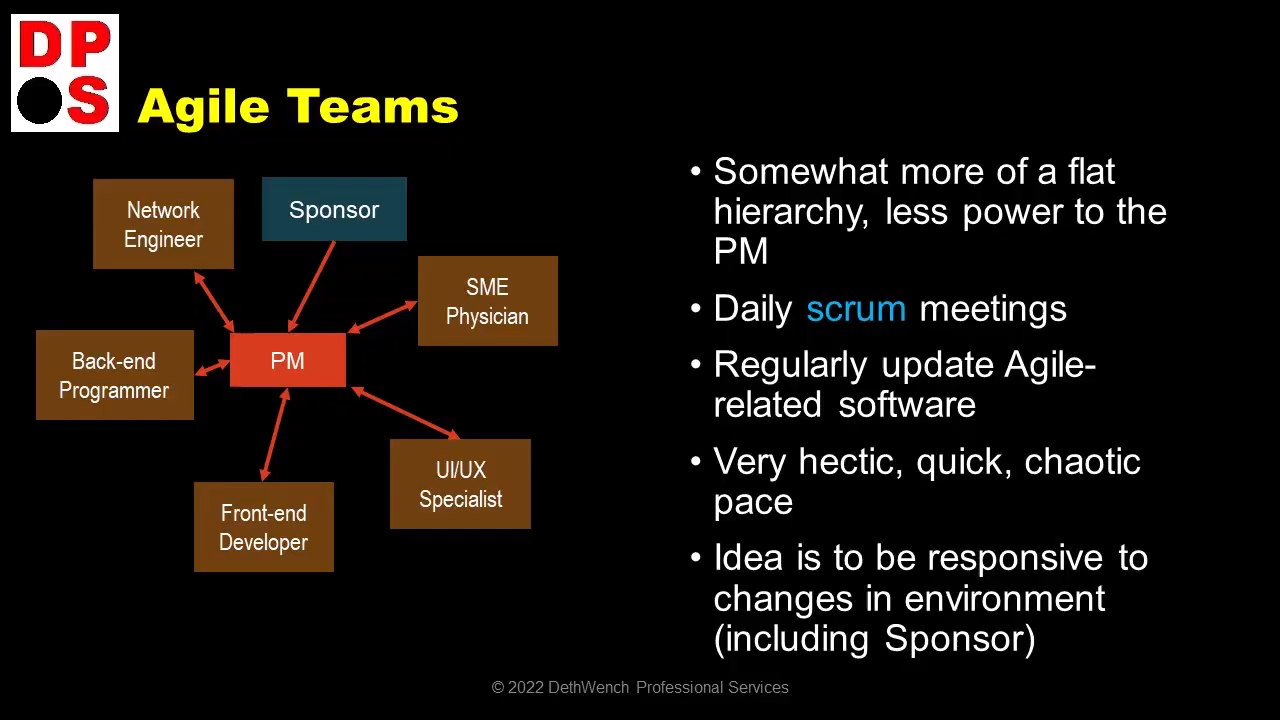 DP
S
Agile Teams
Network
Engineer
Sponsor
SME
Physician
Back-end
Programmer
PM
UI/UX
Specialist
Front-end
Developer
• Somewhat more of a flat
hierarchy, less power to the
PM
• Daily scrum meetings
• Regularly update Agile-
related software
• Very hectic, quick, chaotic
pace
• Idea is to be responsive to
changes in environment
(including Sponsor)
© 2022 DethWench Professional Services